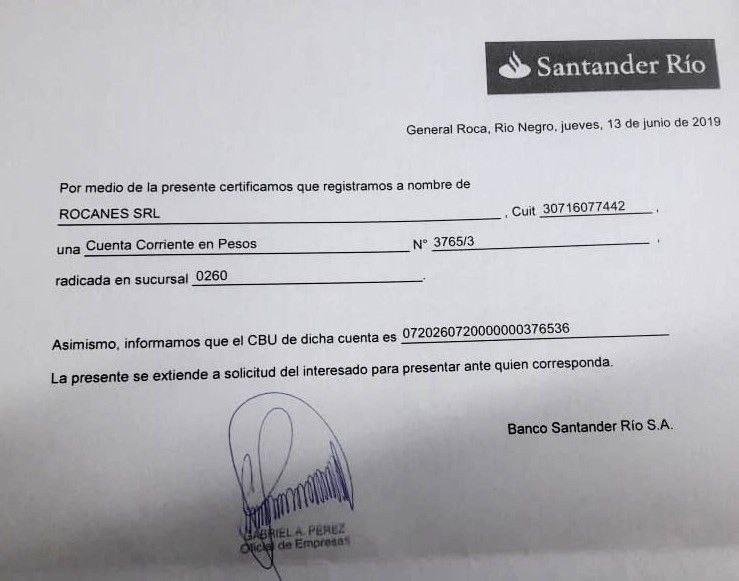 Santander Río
General Roca, Rio Negro, jueves, 13 de junio de 2019
Por medio de la presente certificamos que registramos a nombre de
ROCANES SRL , Cuit 30716077442 .
una Cuenta Corriente en Pesos N° 3765/3 ,
radicada en sucursal 0260 .
Asimismo, informamos que el CBU de dicha cuenta es 0720260720000000376536
La presente se extiende a solicitud del interesado para presentar ante quien corresponda.
Banco Santander Río S.A.
GABRIEL A. PEREZ
Oficial de Empresas